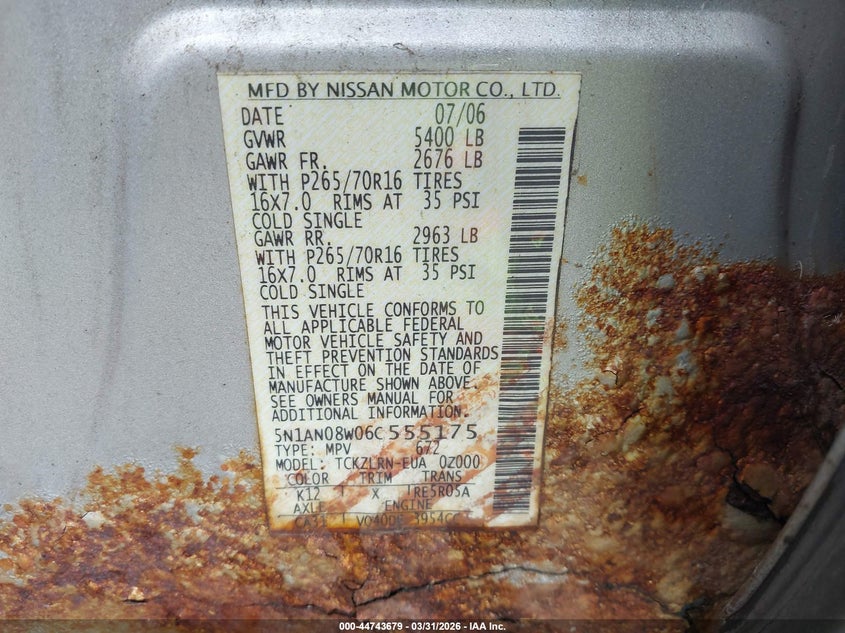 MFD BY NISSAN MOTOR CO., LTD.
DATE 07/06
GVWR 5400 LB
GAWR FR. 2676 LB
WITH P265/70R16 TIRES
16X7.0 RIMS AT 35 PSI
COLD SINGLE
GAWR RR. 2963 LB
WITH P265/70R16 TIRES
16X7.0 RIMS AT 35 PSI
COLD SINGLE
THIS VEHICLE CONFORMS TO
ALL APPLICABLE FEDERAL
MOTOR VEHICLE SAFETY AND
THEFT PREVENTION STANDARDS
IN EFFECT ON THE DATE OF
MANUFACTURE SHOWN ABOVE.
SEE OWNERS MANUAL FOR
ADDITIONAL INFORMATION.
5N1AN08W06C555175
TYPE: MPV 672
MODEL: TCKZLRN-EUA 0Z000
COLOR TRIM TRANS
K12 X RE5R05A
AXLE ENGINE
000-44743679 - 03/31/2026 - IAA Inc.